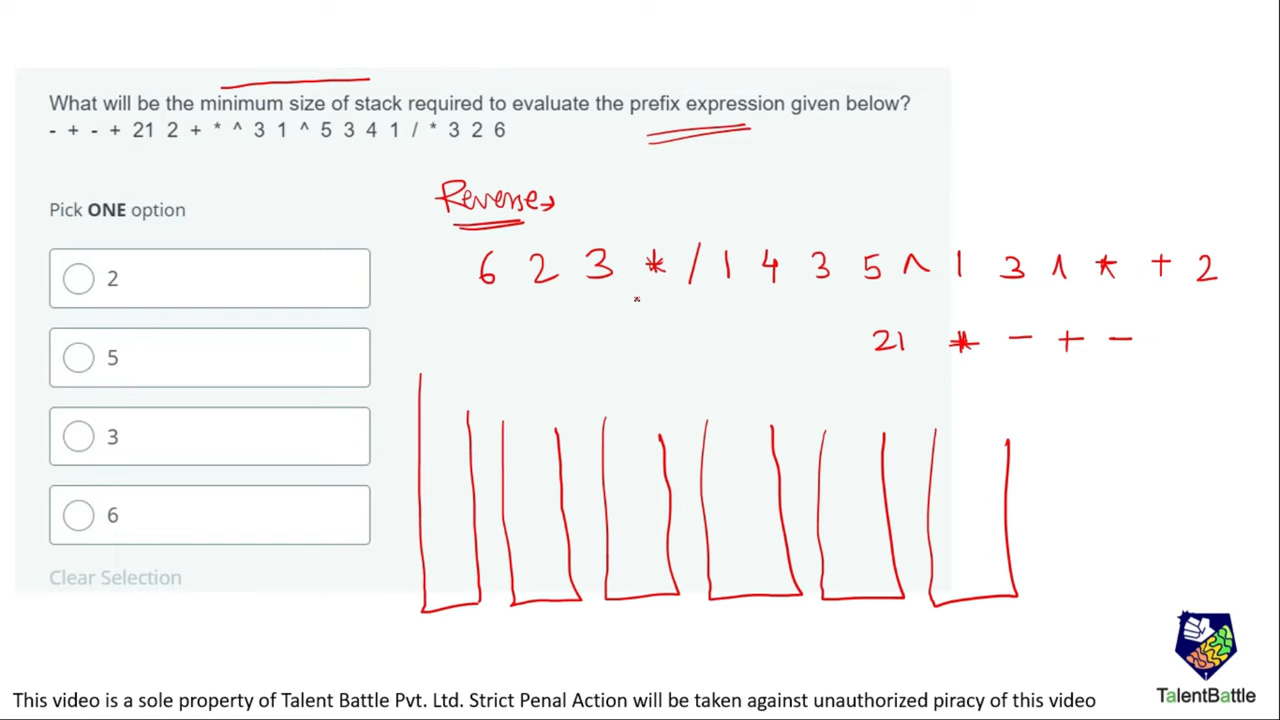 What will be the minimum size of stack required to evaluate the prefix expression given below?
- + - + 21 2 + * ^ 3 1 ^ 5 3 4 1 / * 3 2 6
Reverse→
Pick ONE option
6 2 3 * / 1 4 3 5 ^ 1 3 ^ * + 2
2
21 * - + -
5
3
6
Clear Selection
TalentBattle
This video is a sole property of Talent Battle Pvt. Ltd. Strict Penal Action will be taken against unauthorized piracy of this video